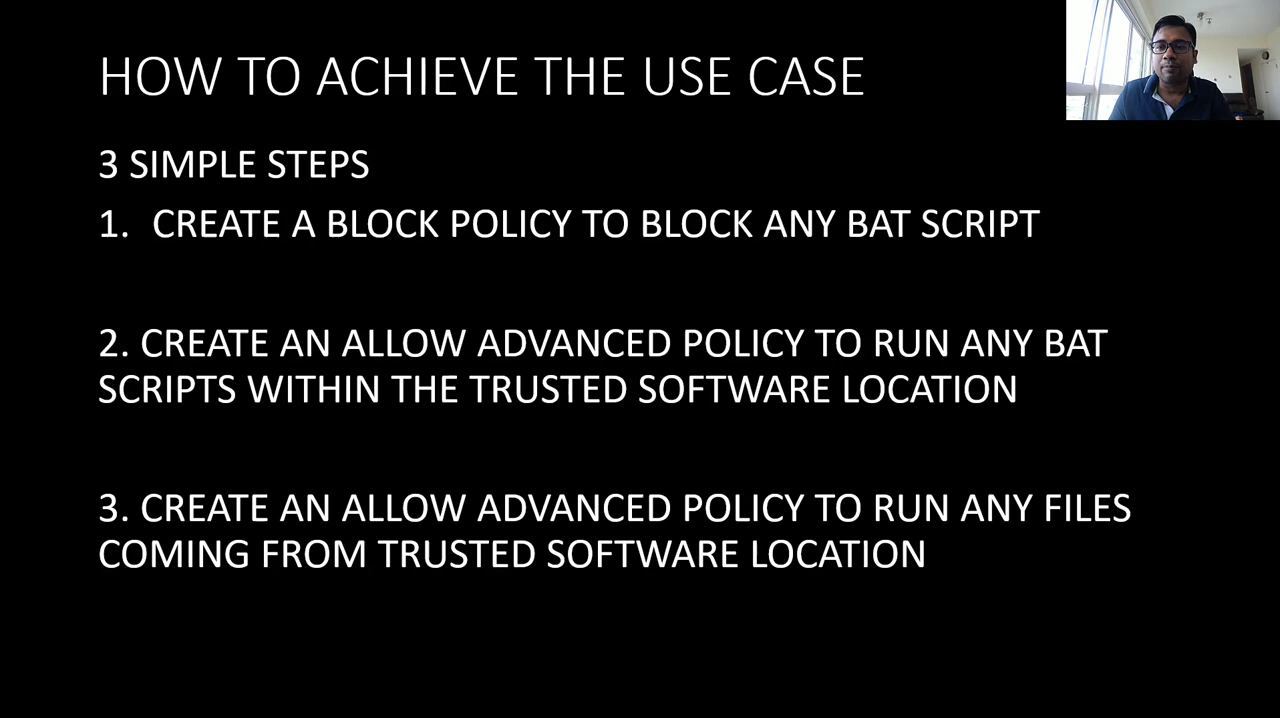 HOW TO ACHIEVE THE USE CASE
3 SIMPLE STEPS
1. CREATE A BLOCK POLICY TO BLOCK ANY BAT SCRIPT
2. CREATE AN ALLOW ADVANCED POLICY TO RUN ANY BAT
SCRIPTS WITHIN THE TRUSTED SOFTWARE LOCATION
3. CREATE AN ALLOW ADVANCED POLICY TO RUN ANY FILES
COMING FROM TRUSTED SOFTWARE LOCATION